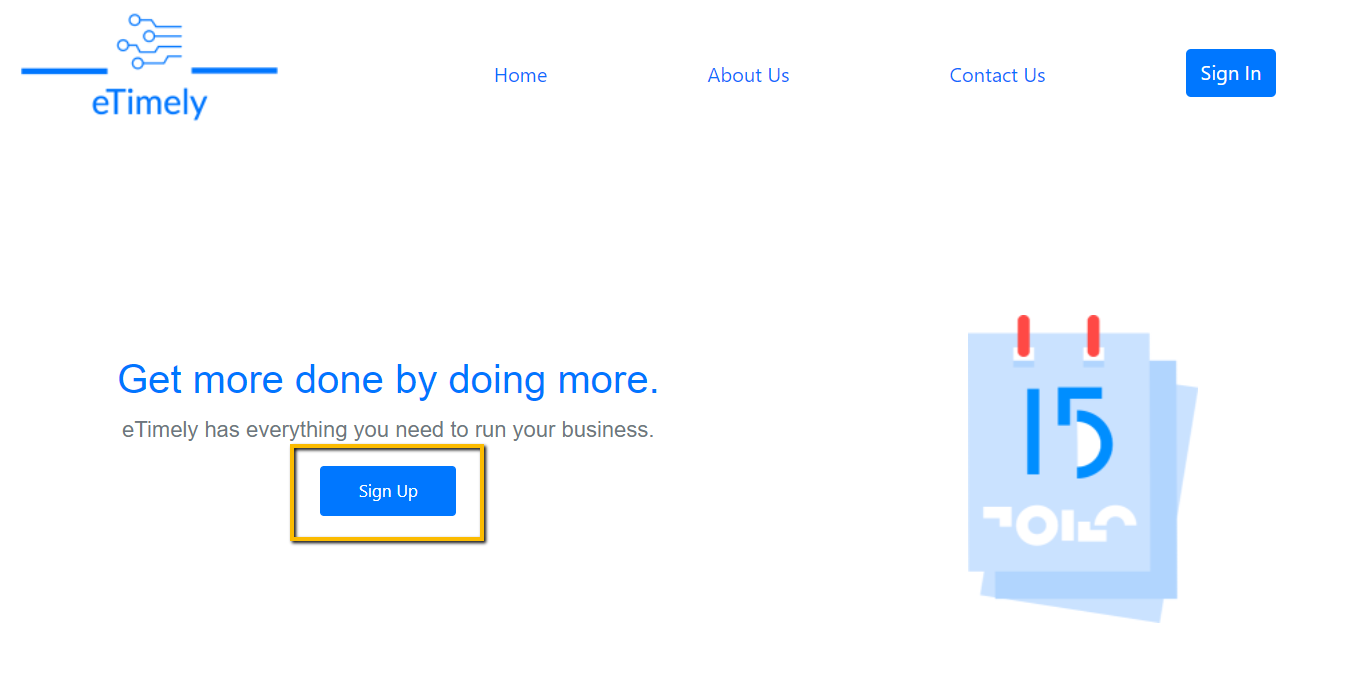 eTimely
Home
About Us
Contact Us
Sign In
Get more done by doing more.
eTimely has everything you need to run your business.
Sign Up
15